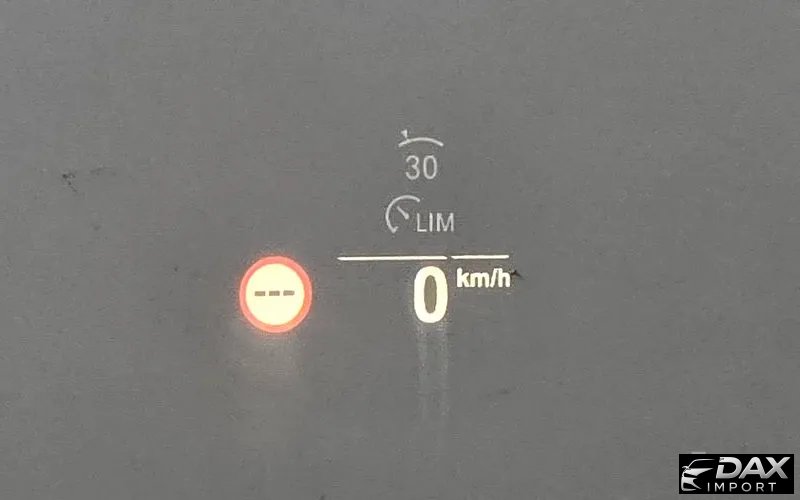 30
LIM
0 km/h
---
DAX
IMPORT